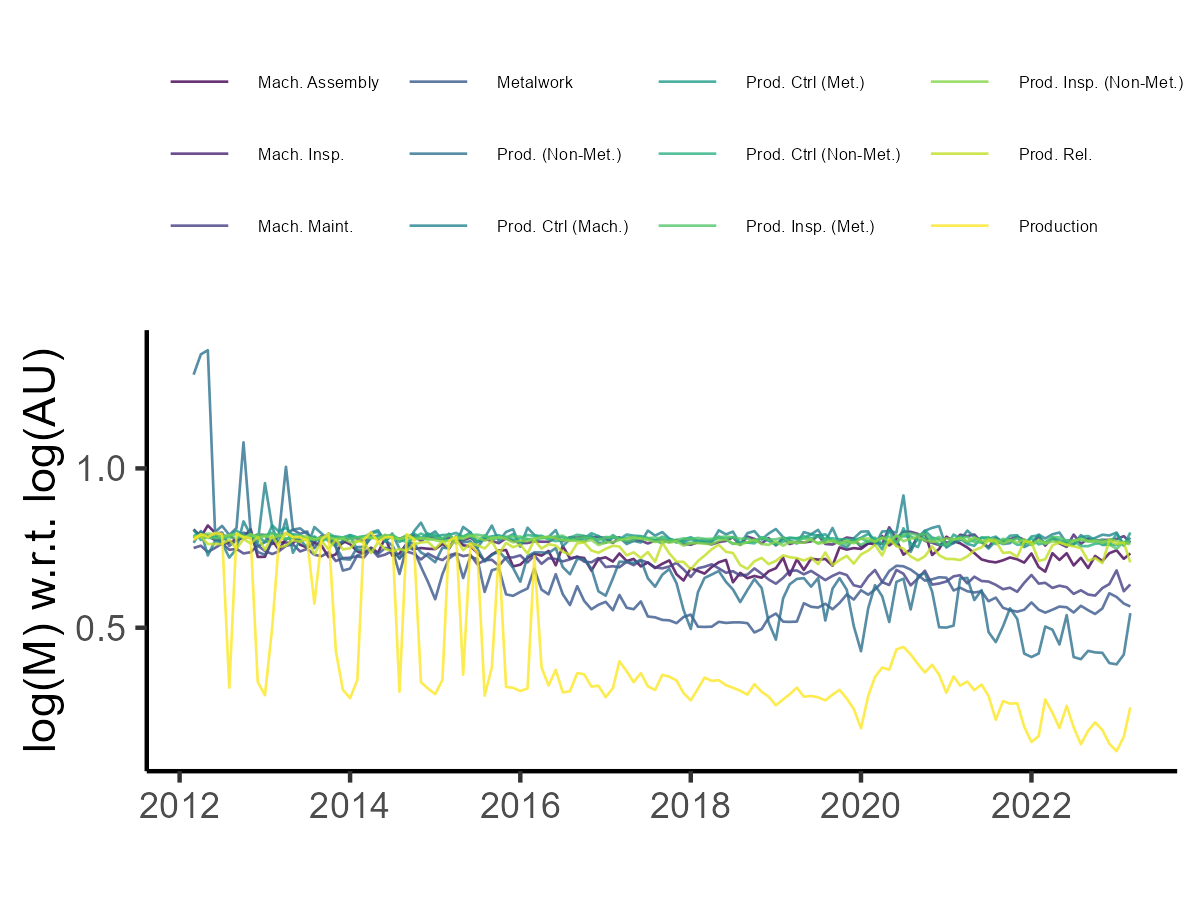 Mach. Assembly Metalwork Prod. Ctrl (Met.) Prod. Insp. (Non-Met.)
Mach. Insp. Prod. (Non-Met.) Prod. Ctrl (Non-Met.) Prod. Rel.
Mach. Maint. Prod. Ctrl (Mach.) Prod. Insp. (Met.) Production
log(M) w.r.t. log(AU)
1.0
0.5
2012 2014 2016 2018 2020 2022